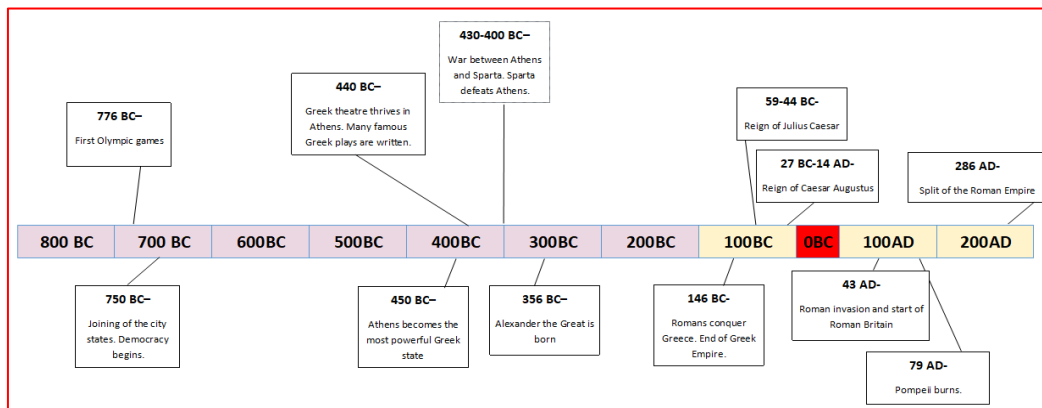 430-400 BC–
War between Athens
and Sparta. Sparta
defeats Athens.
440 BC–
Greek theatre thrives in
Athens. Many famous
Greek plays are written.
776 BC–
First Olympic games
59-44 BC-
Reign of Julius Caesar
27 BC-14 AD-
Reign of Caesar Augustus
286 AD-
Split of the Roman Empire
800 BC
700 BC
600BC
500BC
400BC
300BC
200BC
100BC
0BC
100AD
200AD
750 BC–
Joining of the city
states. Democracy
begins.
450 BC–
Athens becomes the
most powerful Greek
state
356 BC–
Alexander the Great is
born
146 BC-
Romans conquer
Greece. End of Greek
Empire.
43 AD-
Roman invasion and start of
Roman Britain
79 AD-
Pompeii burns.